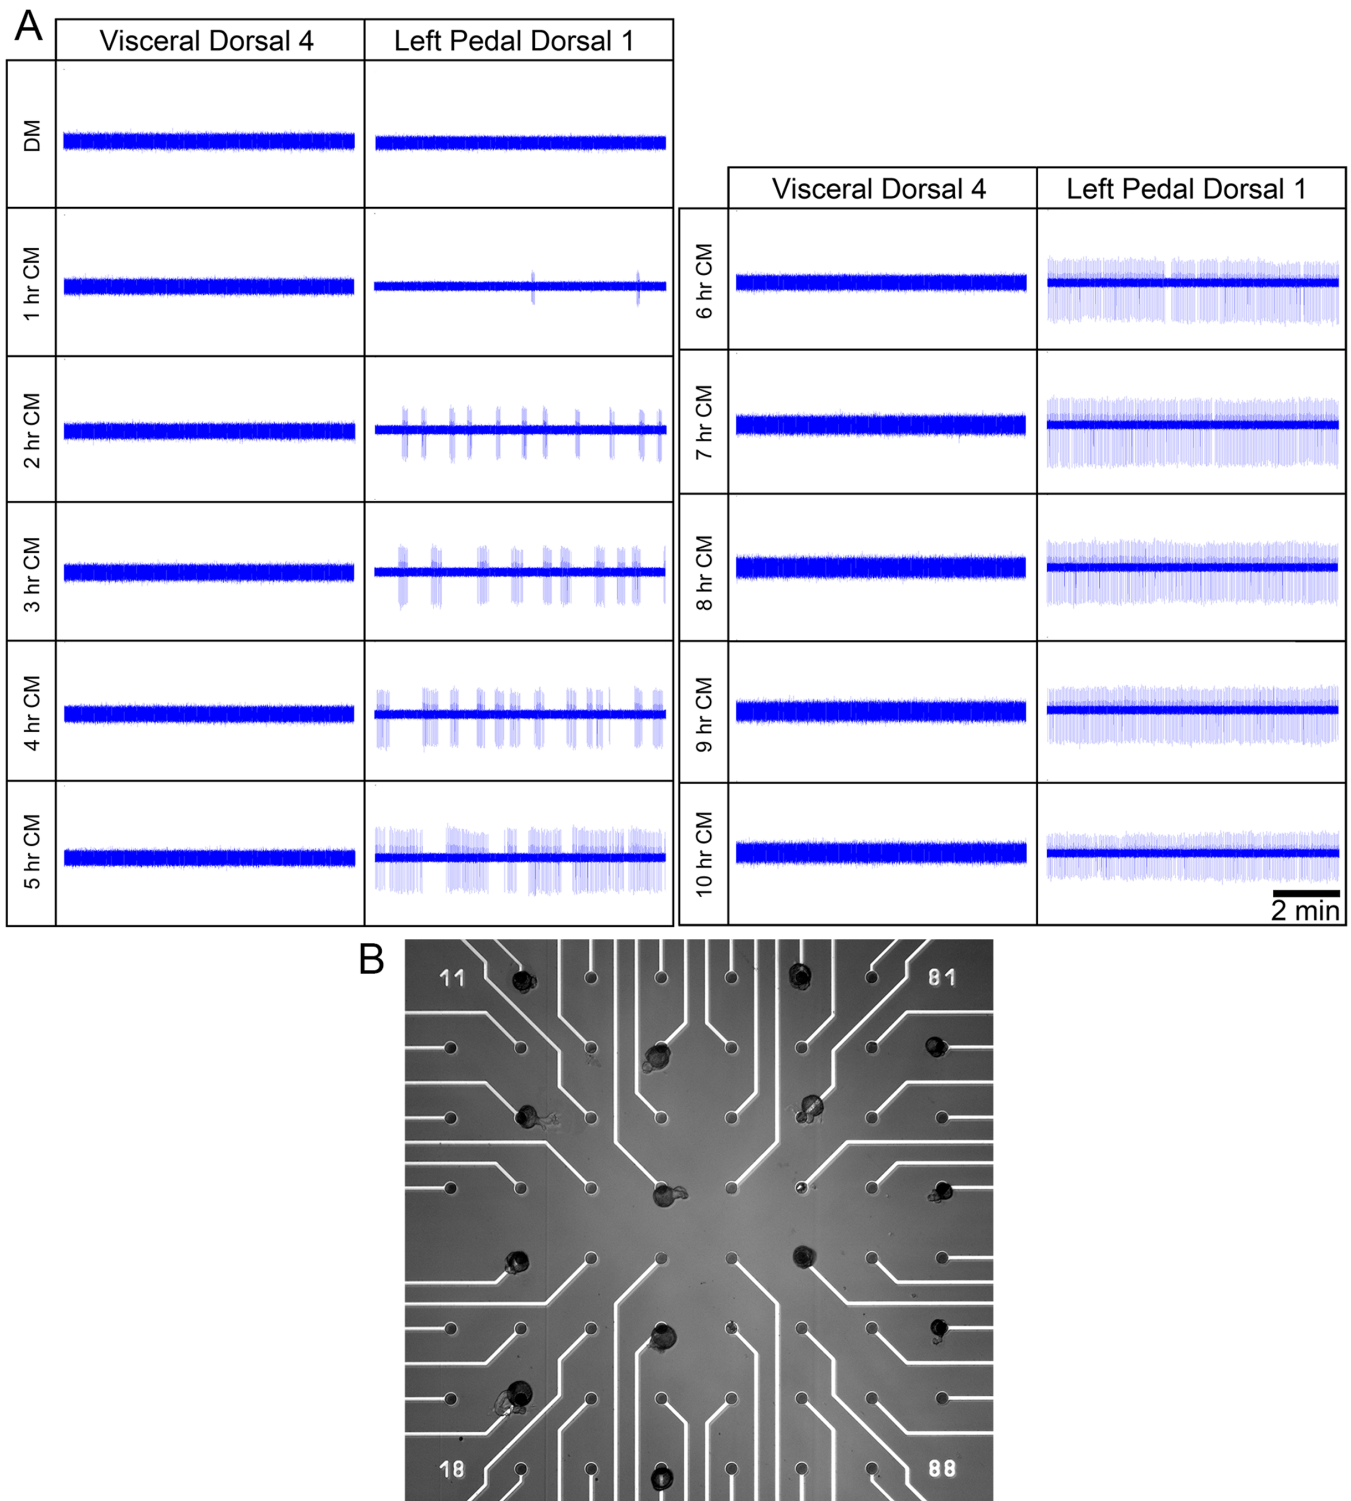 A
Visceral Dorsal 4 Left Pedal Dorsal 1
DM
1 hr CM
2 hr CM
3 hr CM
4 hr CM
5 hr CM
Visceral Dorsal 4 Left Pedal Dorsal 1
6 hr CM
7 hr CM
8 hr CM
9 hr CM
10 hr CM
2 min
B
11 81
18 88